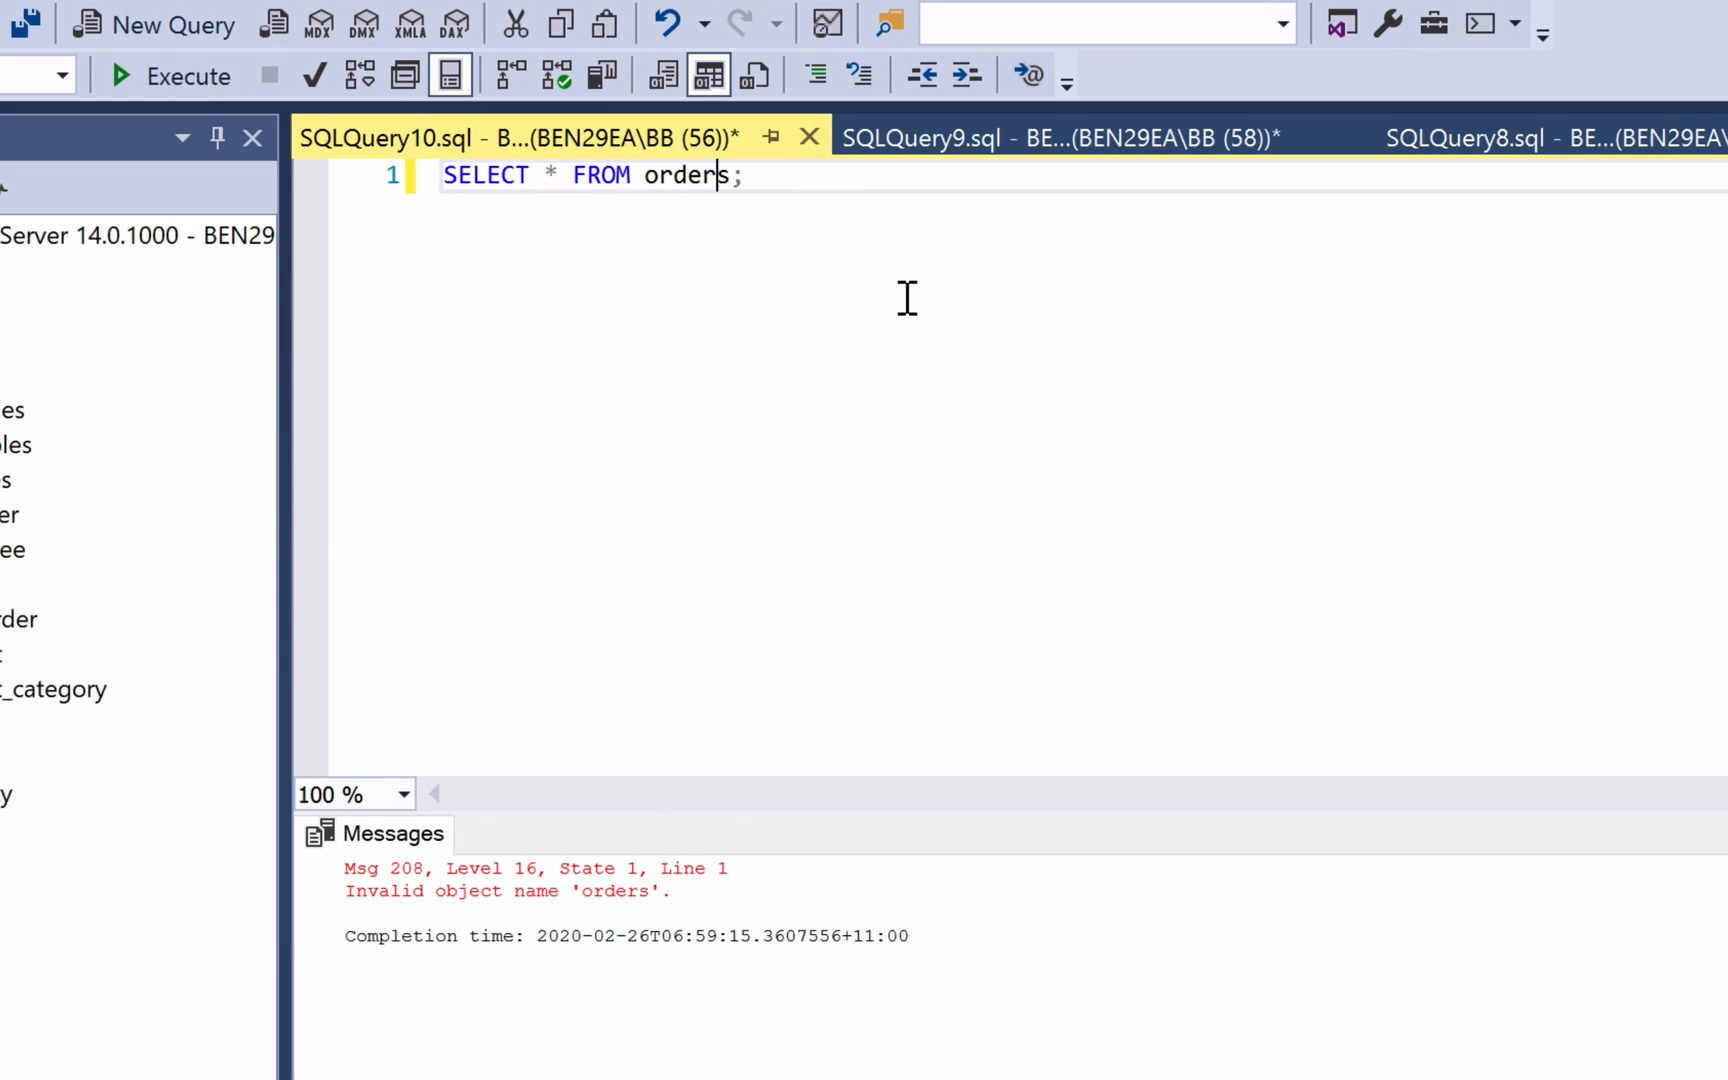 New Query
MDX
DMX
XMLA
DAX
Execute
SQLQuery10.sql - B...(BEN29EA\BB (56))*
SQLQuery9.sql - BE...(BEN29EA\BB (58))*
SQLQuery8.sql - BE...(BEN29EA\
1 SELECT * FROM orders;
Server 14.0.1000 - BEN29
es
les
s
er
ee
rder
t
t_category
y
100 %
Messages
Msg 208, Level 16, State 1, Line 1
Invalid object name 'orders'.
Completion time: 2020-02-26T06:59:15.3607556+11:00